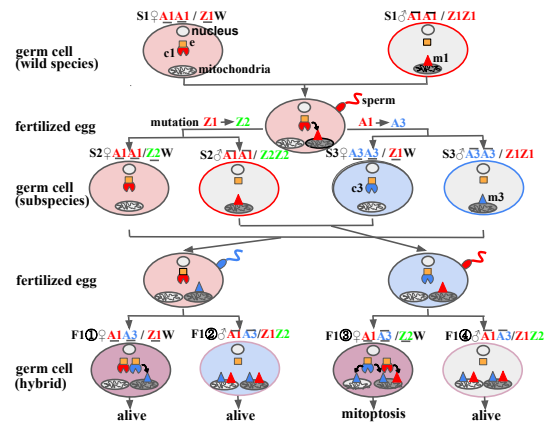 S1♀A1A1 / Z1W
S1♂A1A1 / Z1Z1
germ cell
(wild species)
nucleus
e
c1
mitochondria
m1
sperm
fertilized egg
mutation Z1 → Z2
A1 → A3
S2♀A1A1/Z2W
S2♂A1A1/ Z2Z2
S3♀A3A3/ Z1W
S3♂A3A3/ Z1Z1
germ cell
(subspecies)
c3
m3
fertilized egg
F1①♀A1A3/ Z1W
F1②♂A1A3/Z1Z2
F1③♀A1A3/Z2W
F1④♂A1A3/Z1Z2
germ cell
(hybrid)
alive
alive
mitoptosis
alive